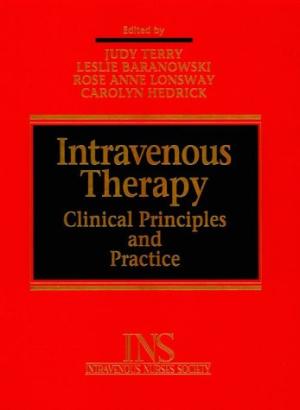 Edited by
JUDY TERRY
LESLIE BARANOWSKI
ROSE ANNE LONSWAY
CAROLYN HEDRICK
Intravenous
Therapy
Clinical Principles
and
Practice
INS
INTRAVENOUS NURSES SOCIETY